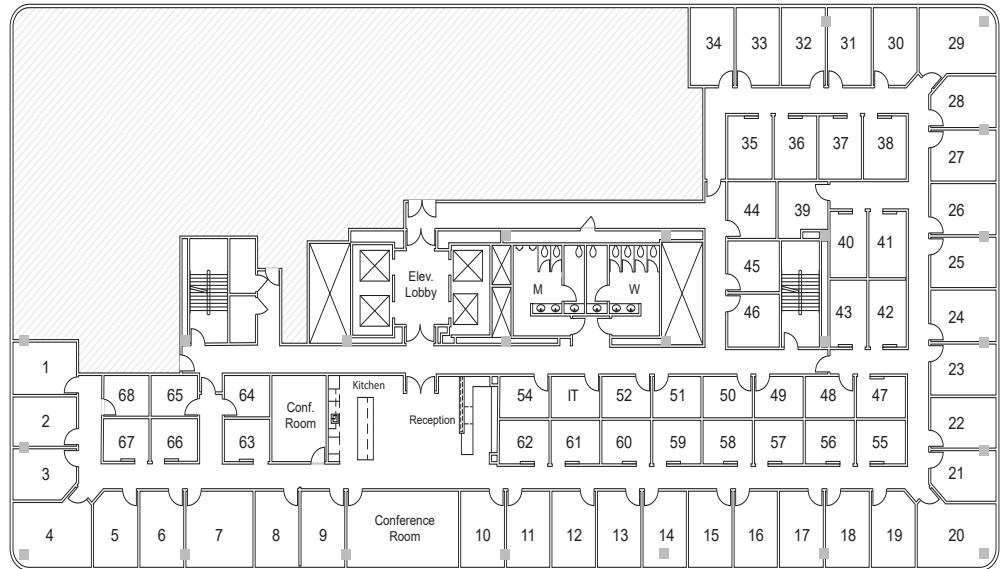 34 33 32 31 30 29
28
35 36 37 38
27
44 39
26
40 41
Elev.
Lobby
45
25
M W
46 43 42
24
1
23
68 65 64
Kitchen
54 IT 52 51 50 49 48 47
2
Conf.
Room
Reception
22
67 66 63
62 61 60 59 58 57 56 55
3
21
4 5 6 7 8 9
Conference
Room
10 11 12 13 14 15 16 17 18 19 20